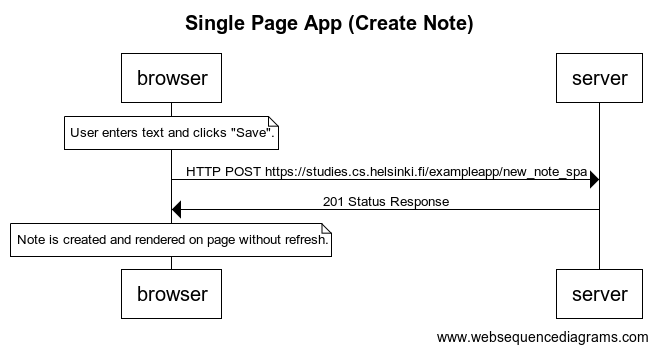 Single Page App (Create Note)
browser
server
User enters text and clicks "Save".
HTTP POST https://studies.cs.helsinki.fi/exampleapp/new_note_spa
201 Status Response
Note is created and rendered on page without refresh.
browser
server
www.websequencediagrams.com